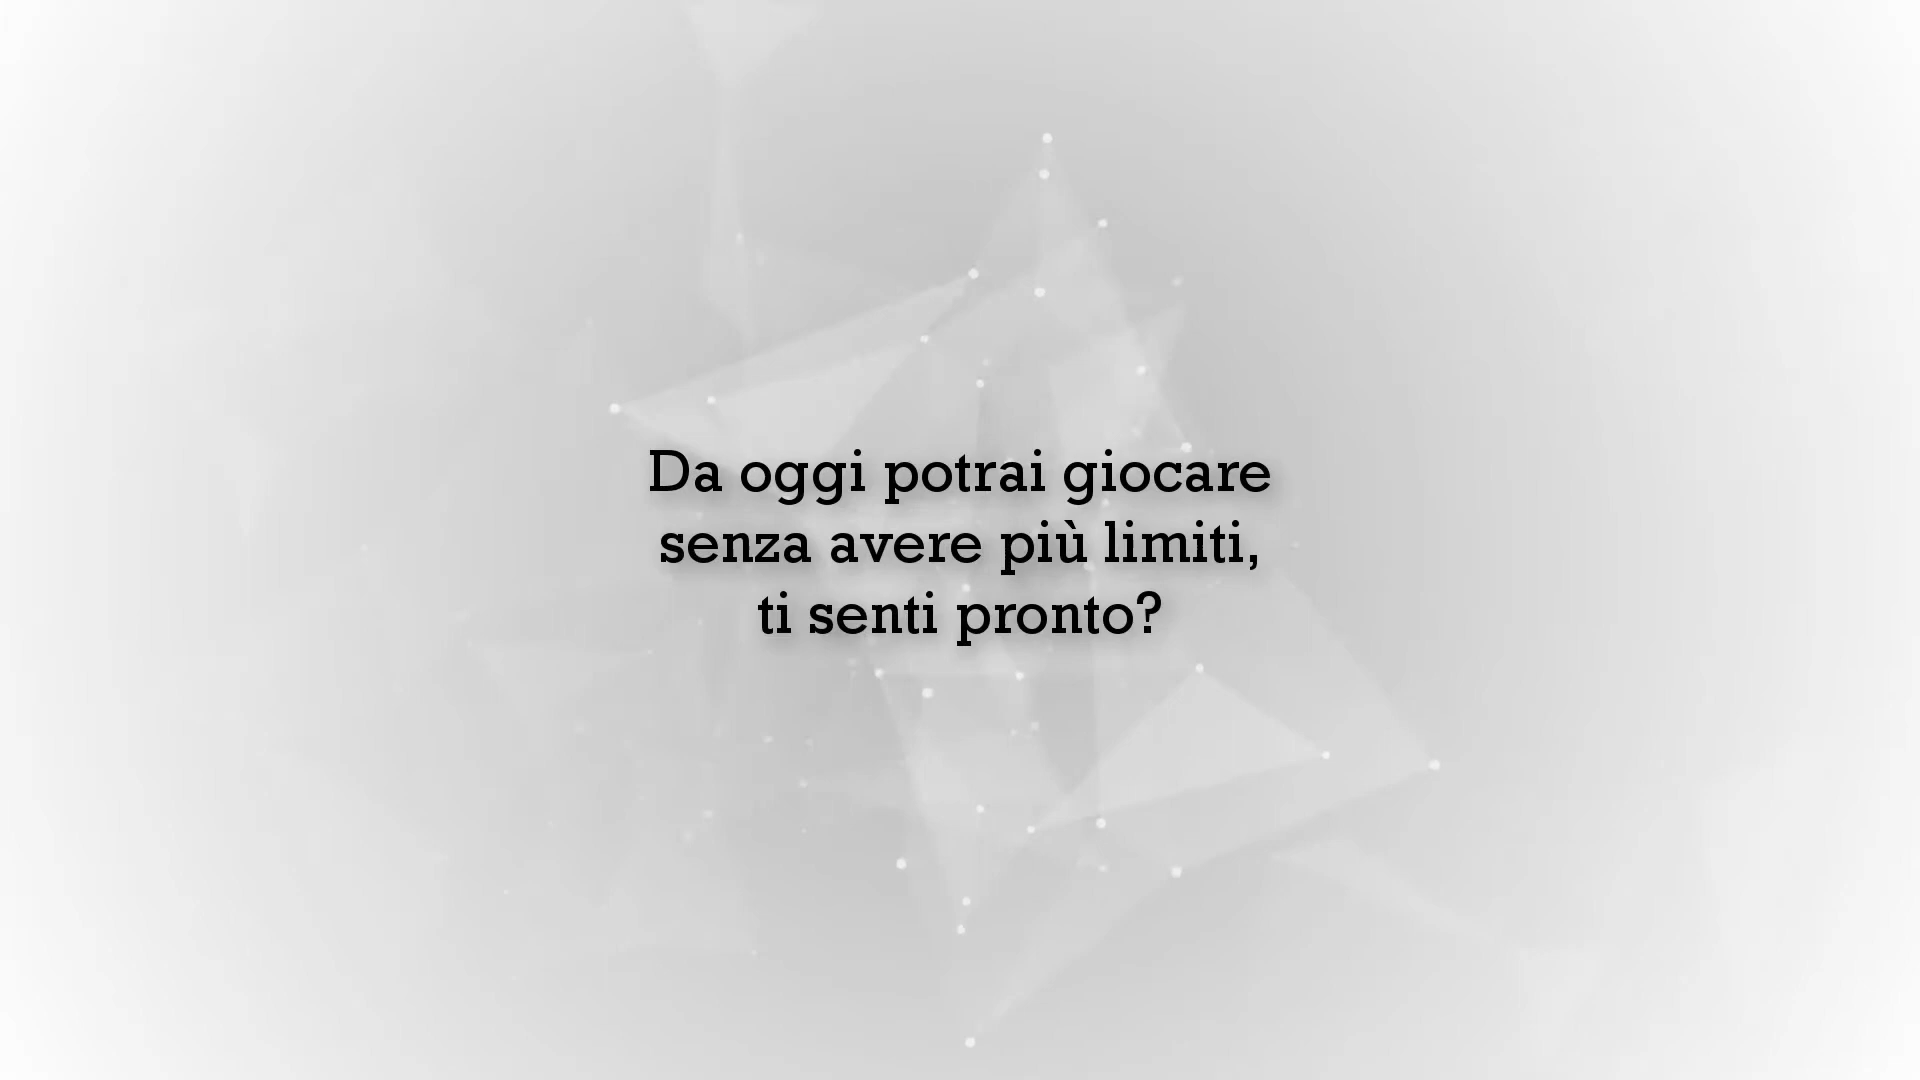 Da oggi potrai giocare
senza avere più limiti,
ti senti pronto?